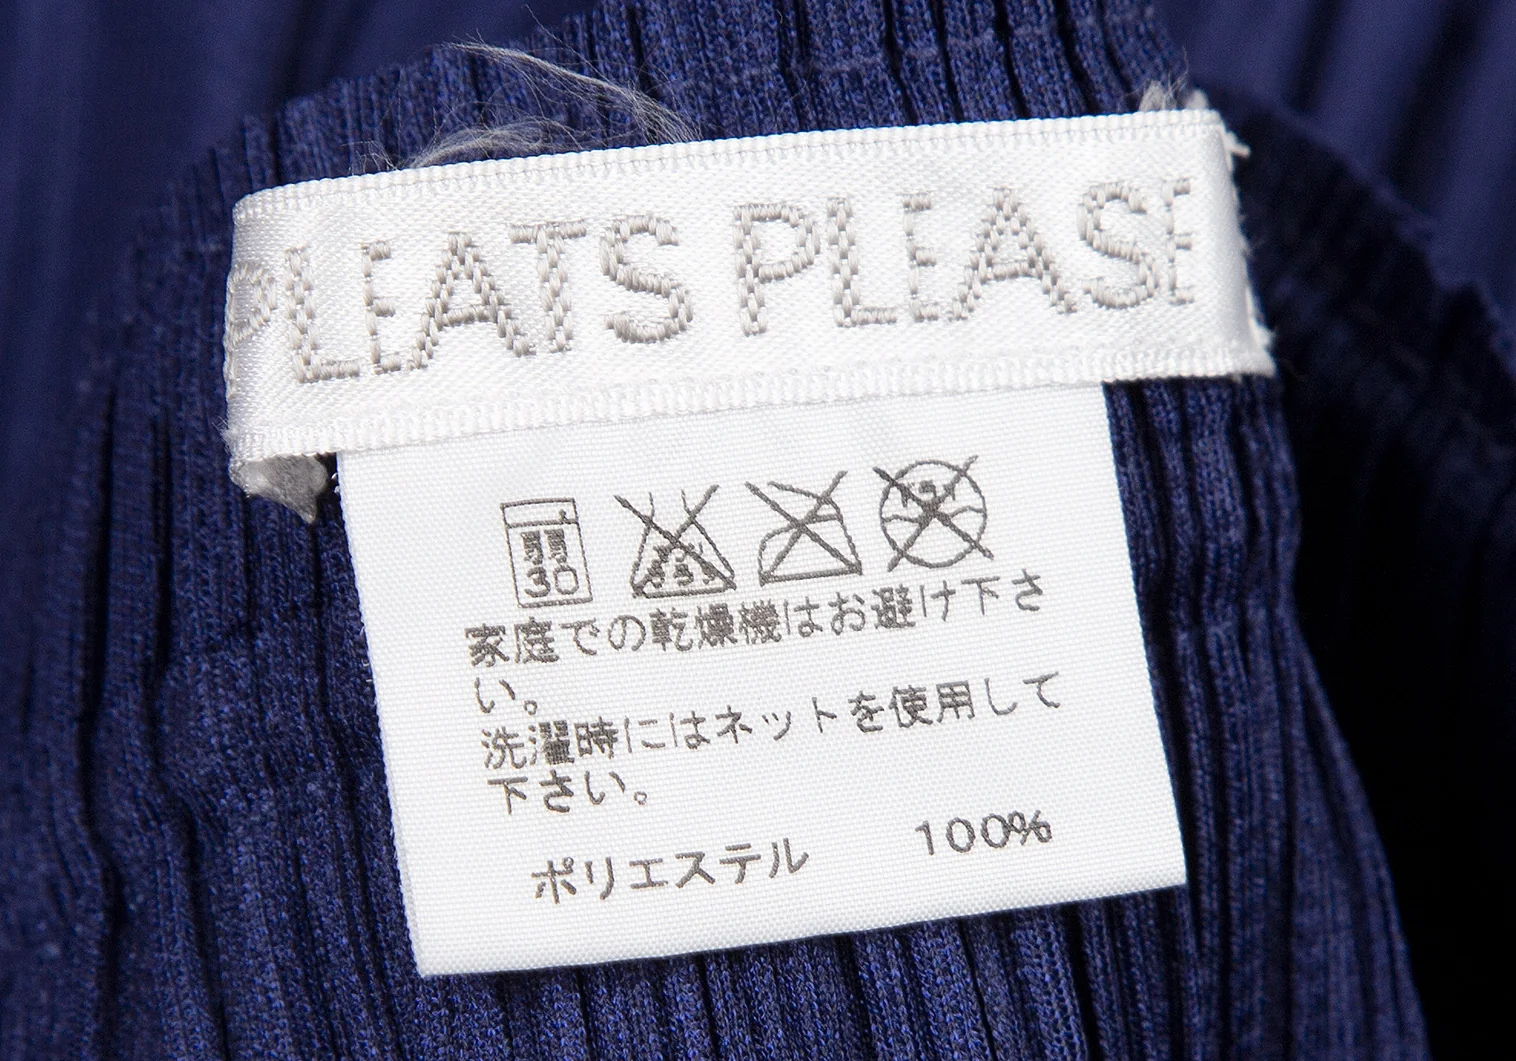 PLEATS PLEASE
弱
30
家庭での乾燥機はお避け下さ
い。
洗濯時にはネットを使用して
下さい。
ポリエステル 100%